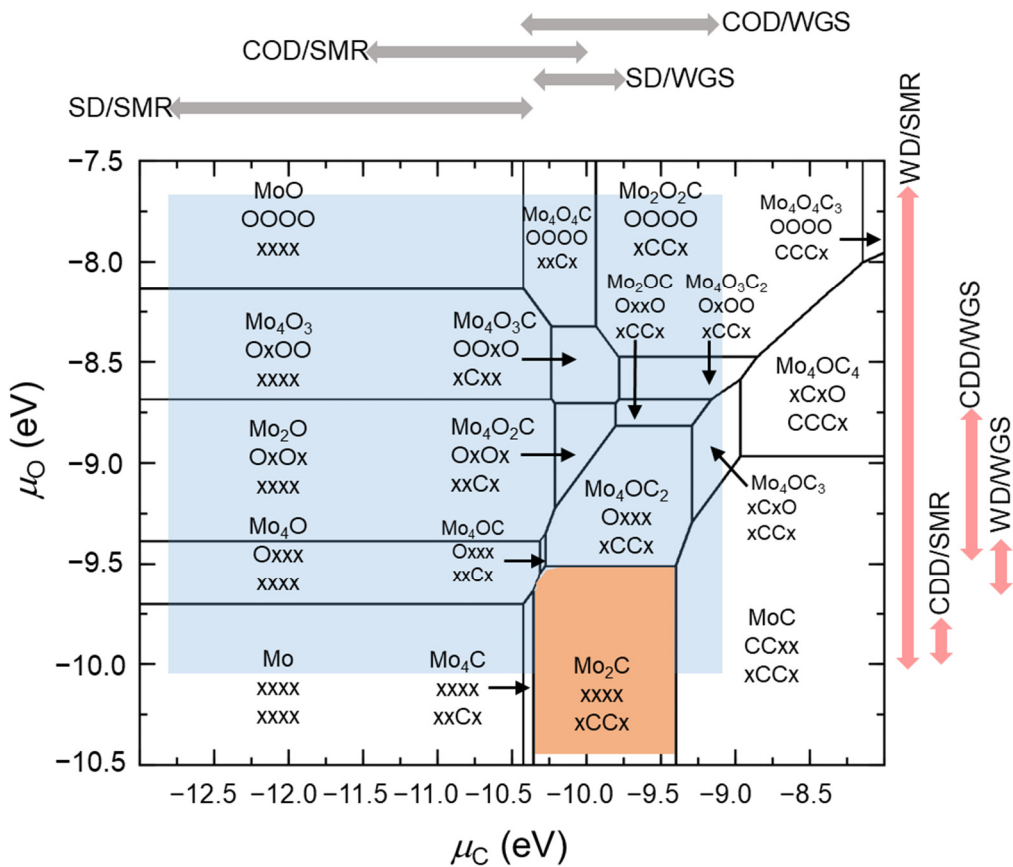 COD/WGS
COD/SMR
SD/WGS
SD/SMR
WD/SMR
CDD/WGS
WD/WGS
CDD/SMR
−7.5
−8.0
−8.5
−9.0
−9.5
−10.0
−10.5
μO (eV)
MoO
OOOO
xxxx
Mo4O4C
OOOO
xxCx
Mo2O2C
OOOO
xCCx
Mo4O4C3
OOOO
CCCx
Mo4O3
OxOO
xxxx
Mo4O3C
OOxO
xCxx
Mo2OC
OxxO
xCCx
Mo4O3C2
OxOO
xCCx
Mo4OC4
xCxO
CCCx
Mo2O
OxOx
xxxx
Mo4O2C
OxOx
xxCx
Mo4OC2
Oxxx
xCCx
Mo4OC3
xCxO
xCCx
Mo4O
Oxxx
xxxx
Mo4OC
Oxxx
xxCx
Mo
xxxx
xxxx
Mo4C
xxxx
xxCx
Mo2C
xxxx
xCCx
MoC
CCxx
xCCx
−12.5 −12.0 −11.5 −11.0 −10.5 −10.0 −9.5 −9.0 −8.5
μC (eV)